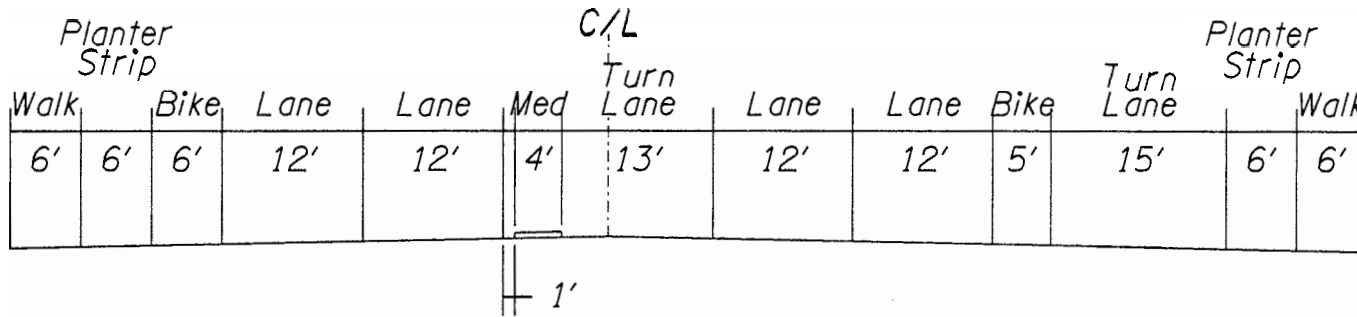 C/L
Planter
Strip
Planter
Strip
Turn
Lane
Turn
Lane
Walk Bike Lane Lane Med Lane Lane Bike Walk
6' 6' 6' 12' 12' 4' 13' 12' 12' 5' 15' 6' 6'
1'